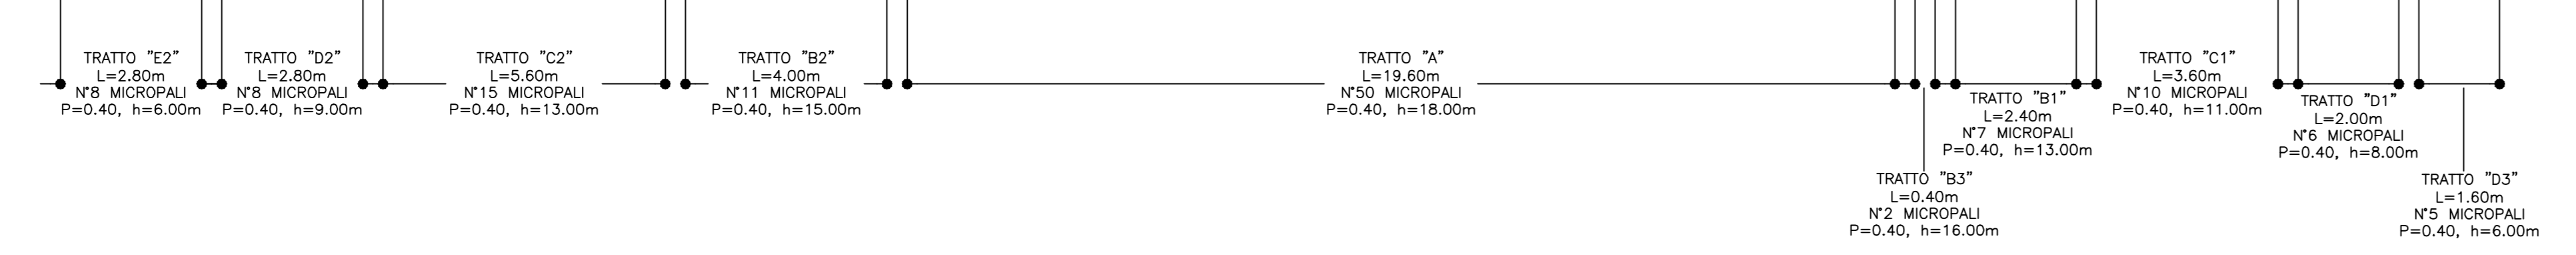 TRATTO "E2"
L=2.80m
N°8 MICROPALI
P=0.40, h=6.00m
TRATTO "D2"
L=2.80m
N°8 MICROPALI
P=0.40, h=9.00m
TRATTO "C2"
L=5.60m
N°15 MICROPALI
P=0.40, h=13.00m
TRATTO "B2"
L=4.00m
N°11 MICROPALI
P=0.40, h=15.00m
TRATTO "A"
L=19.60m
N°50 MICROPALI
P=0.40, h=18.00m
TRATTO "B3"
L=0.40m
N°2 MICROPALI
P=0.40, h=16.00m
TRATTO "B1"
L=2.40m
N°7 MICROPALI
P=0.40, h=13.00m
TRATTO "C1"
L=3.60m
N°10 MICROPALI
P=0.40, h=11.00m
TRATTO "D1"
L=2.00m
N°6 MICROPALI
P=0.40, h=8.00m
TRATTO "D3"
L=1.60m
N°5 MICROPALI
P=0.40, h=6.00m